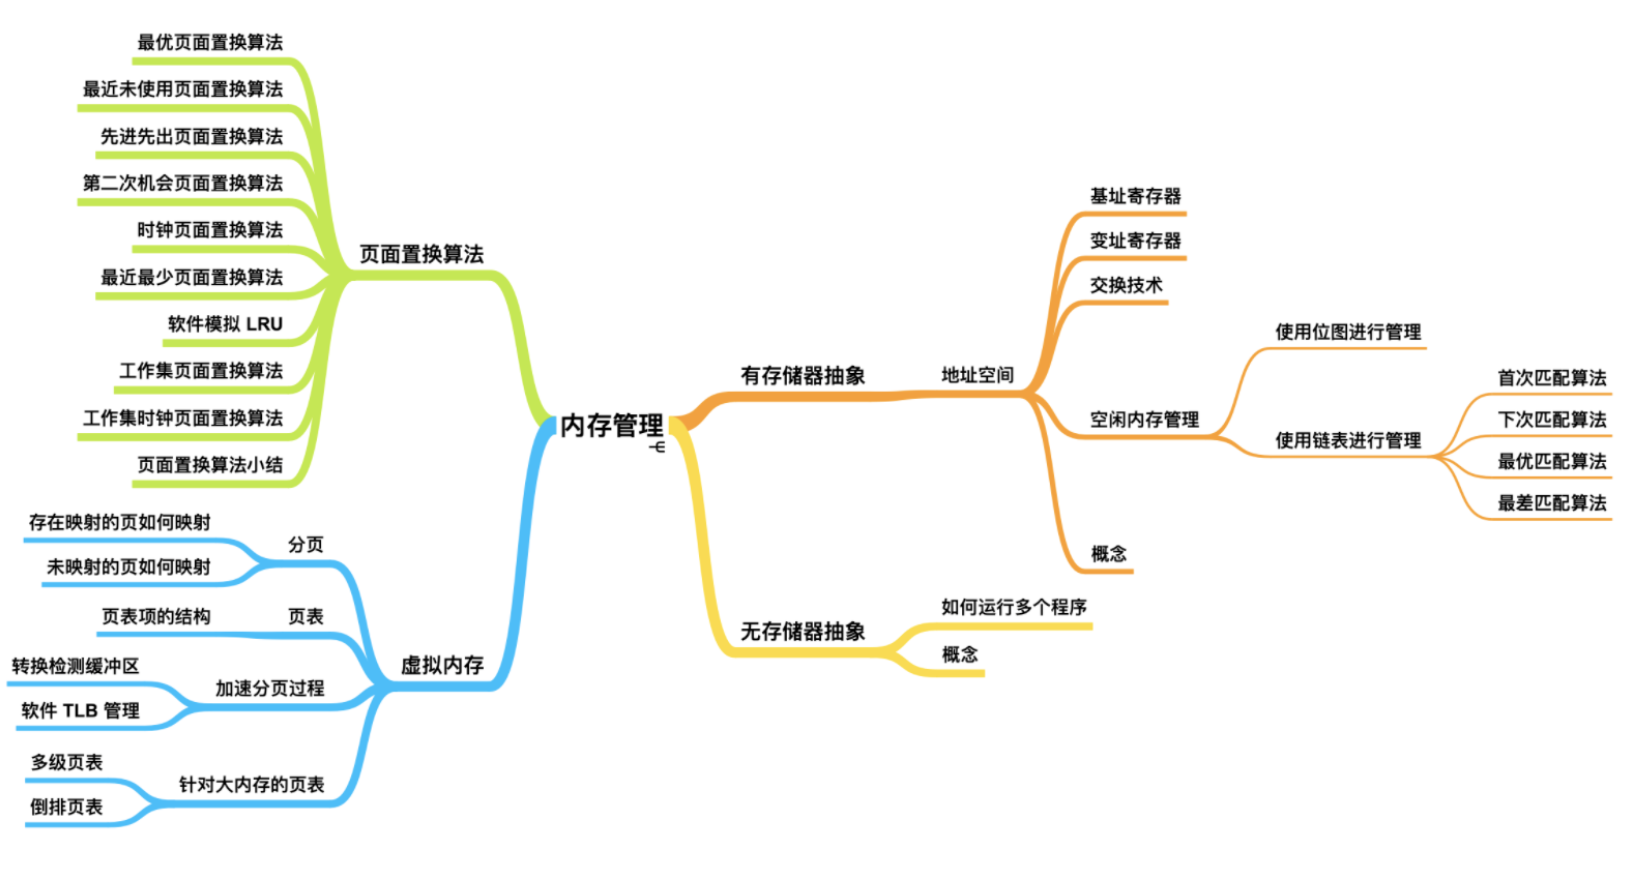 最优页面置换算法
最近未使用页面置换算法
先进先出页面置换算法
第二次机会页面置换算法
时钟页面置换算法
最近最少页面置换算法
软件模拟 LRU
工作集页面置换算法
工作集时钟页面置换算法
页面置换算法小结
页面置换算法
存在映射的页如何映射
未映射的页如何映射
分页
页表项的结构
页表
转换检测缓冲区
软件 TLB 管理
加速分页过程
多级页表
倒排页表
针对大内存的页表
虚拟内存
内存管理
有存储器抽象
地址空间
基址寄存器
变址寄存器
交换技术
空闲内存管理
使用位图进行管理
使用链表进行管理
首次匹配算法
下次匹配算法
最优匹配算法
最差匹配算法
概念
无存储器抽象
如何运行多个程序
概念